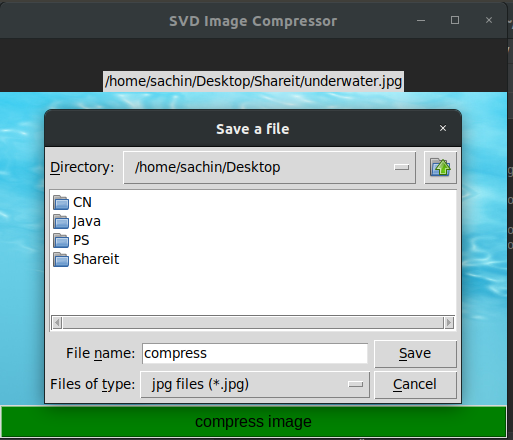 SVD Image Compressor
/home/sachin/Desktop/Shareit/underwater.jpg
Save a file
Directory: /home/sachin/Desktop
CN
Java
PS
Shareit
File name: compress Save
Files of type: jpg files (*.jpg) Cancel
compress image